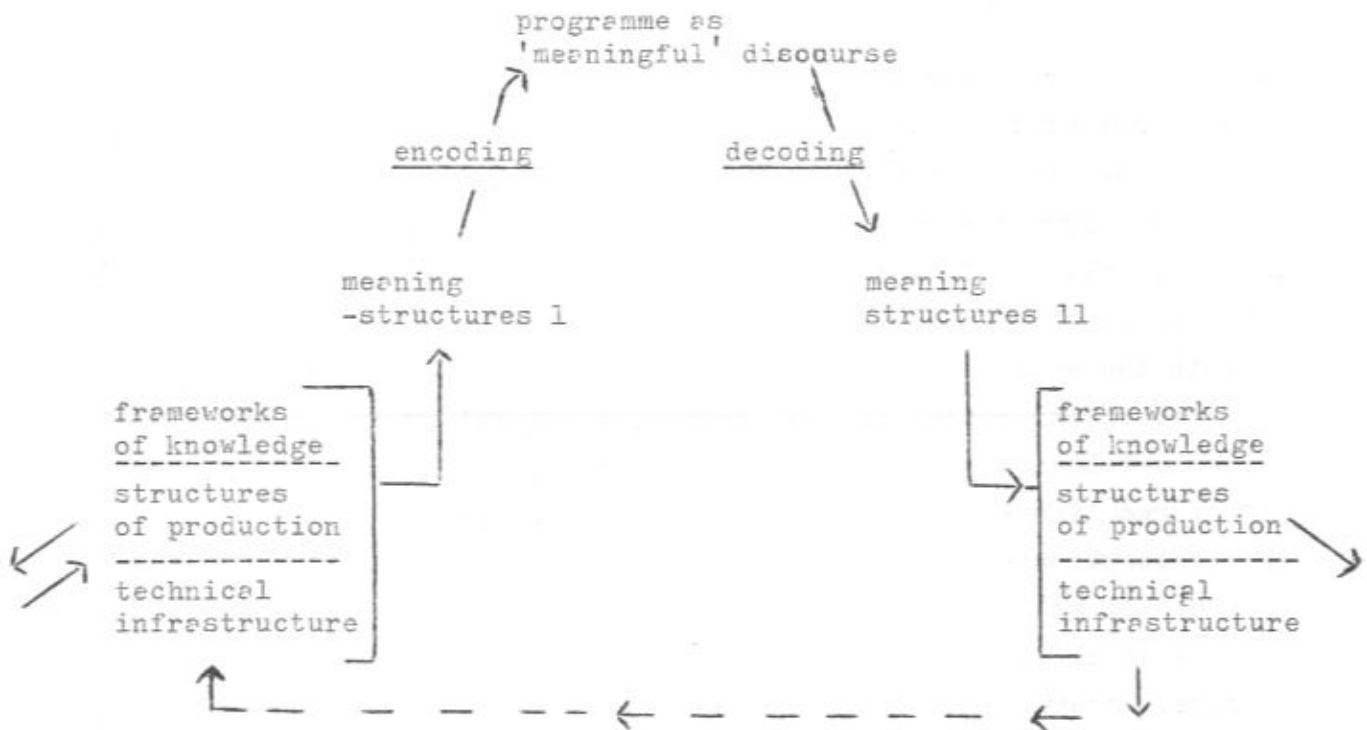 programme as
'meaningful' discourse
encoding
decoding
meaning
-structures 1
meaning
structures 11
frameworks
of knowledge
structures
of production
technical
infrastructure
frameworks
of knowledge
structures
of production
technical
infrastructure